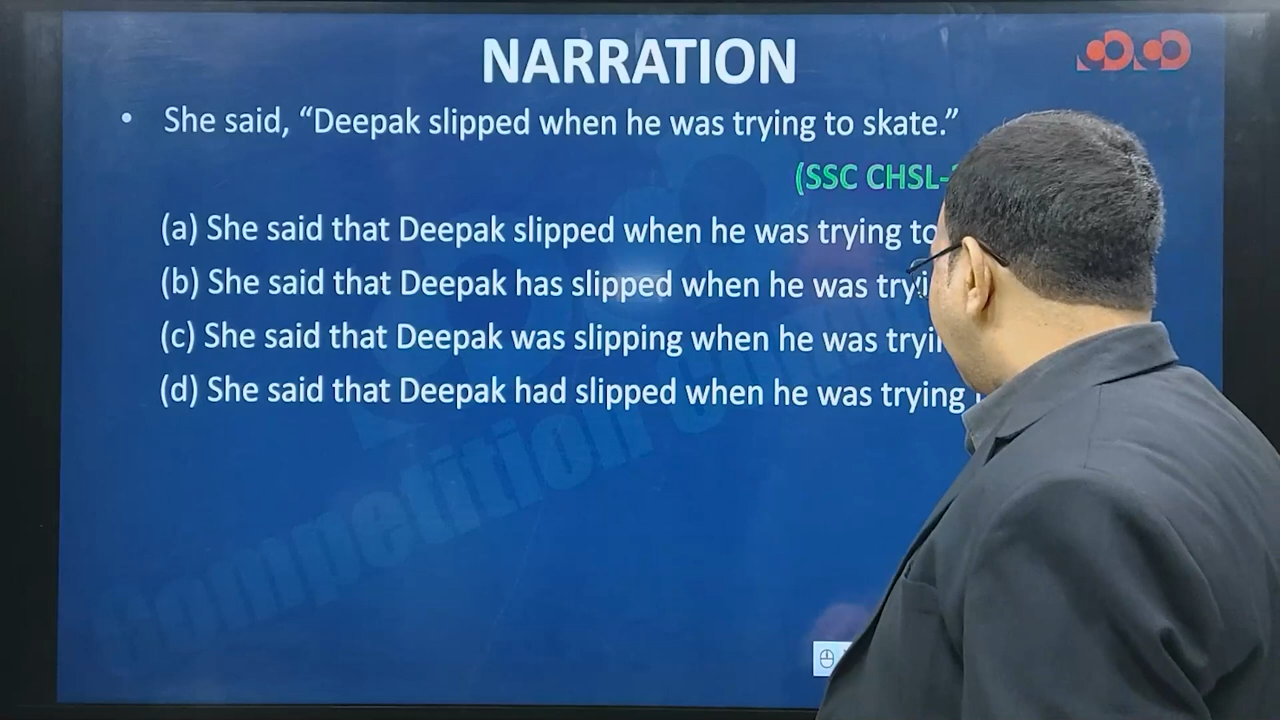 NARRATION
• She said, “Deepak slipped when he was trying to skate.”
(SSC CHSL-
(a) She said that Deepak slipped when he was trying to
(b) She said that Deepak has slipped when he was
(c) She said that Deepak was slipping when he was
(d) She said that Deepak had slipped when he was trying
Competition